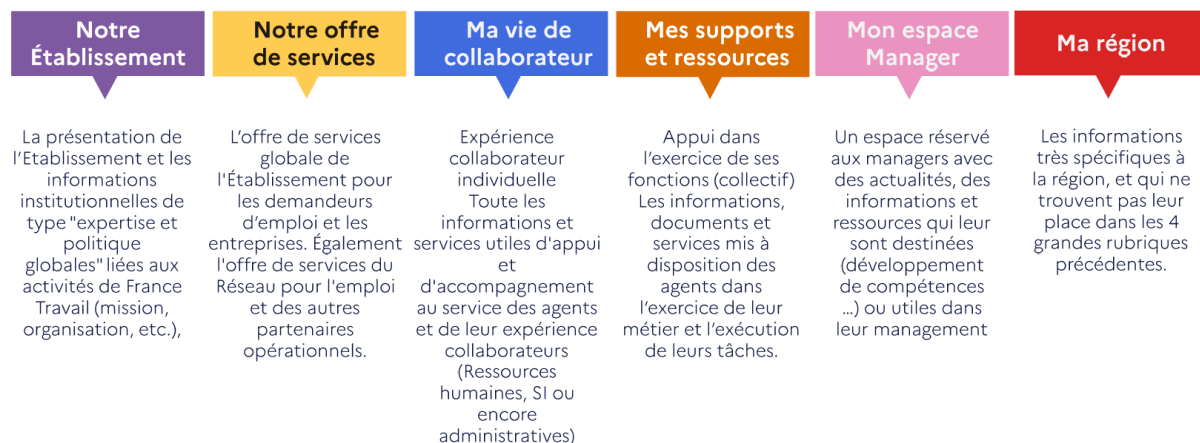 Notre
Établissement
La présentation de
l'Etablissement et les
informations
institutionnelles de
type "expertise et
politique
globales" liées aux
activités de France
Travail (mission,
organisation, etc.),
Notre offre
de services
L'offre de services
globale de
l'Établissement pour
les demandeurs
d'emploi et les
entreprises. Également
l'offre de services du
Réseau pour l'emploi
et des autres
partenaires
opérationnels.
Ma vie de
collaborateur
Expérience
collaborateur
individuelle
Toute les
informations et
services utiles d'appui
et
d'accompagnement
au service des agents
et de leur expérience
collaborateurs
(Ressources
humaines, SI ou
encore
administratives)
Mes supports
et ressources
Appui dans
l'exercice de ses
fonctions (collectif)
Les informations,
documents et
services mis à
disposition des
agents dans
l'exercice de leur
métier et l'exécution
de leurs tâches.
Mon espace
Manager
Un espace réservé
aux managers avec
des actualités, des
informations et
ressources qui leur
sont destinées
(développement
de compétences
...) ou utiles dans
leur management
Ma région
Les informations
très spécifiques à
la région, et qui ne
trouvent pas leur
place dans les 4
grandes rubriques
précédentes.